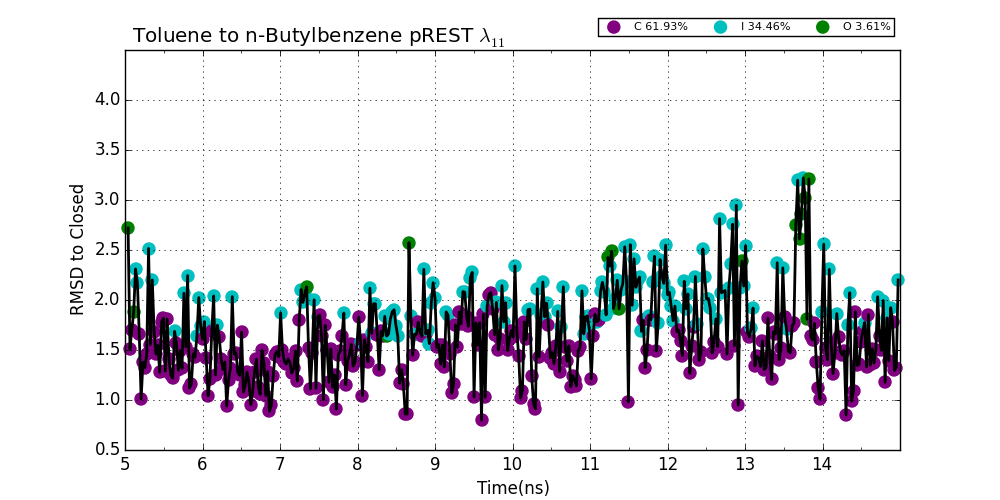 Toluene to n-Butylbenzene pREST λ₁₁
C 61.93% I 34.46% O 3.61%
RMSD to Closed
4.0
3.5
3.0
2.5
2.0
1.5
1.0
0.5
5 6 7 8 9 10 11 12 13 14
Time(ns)